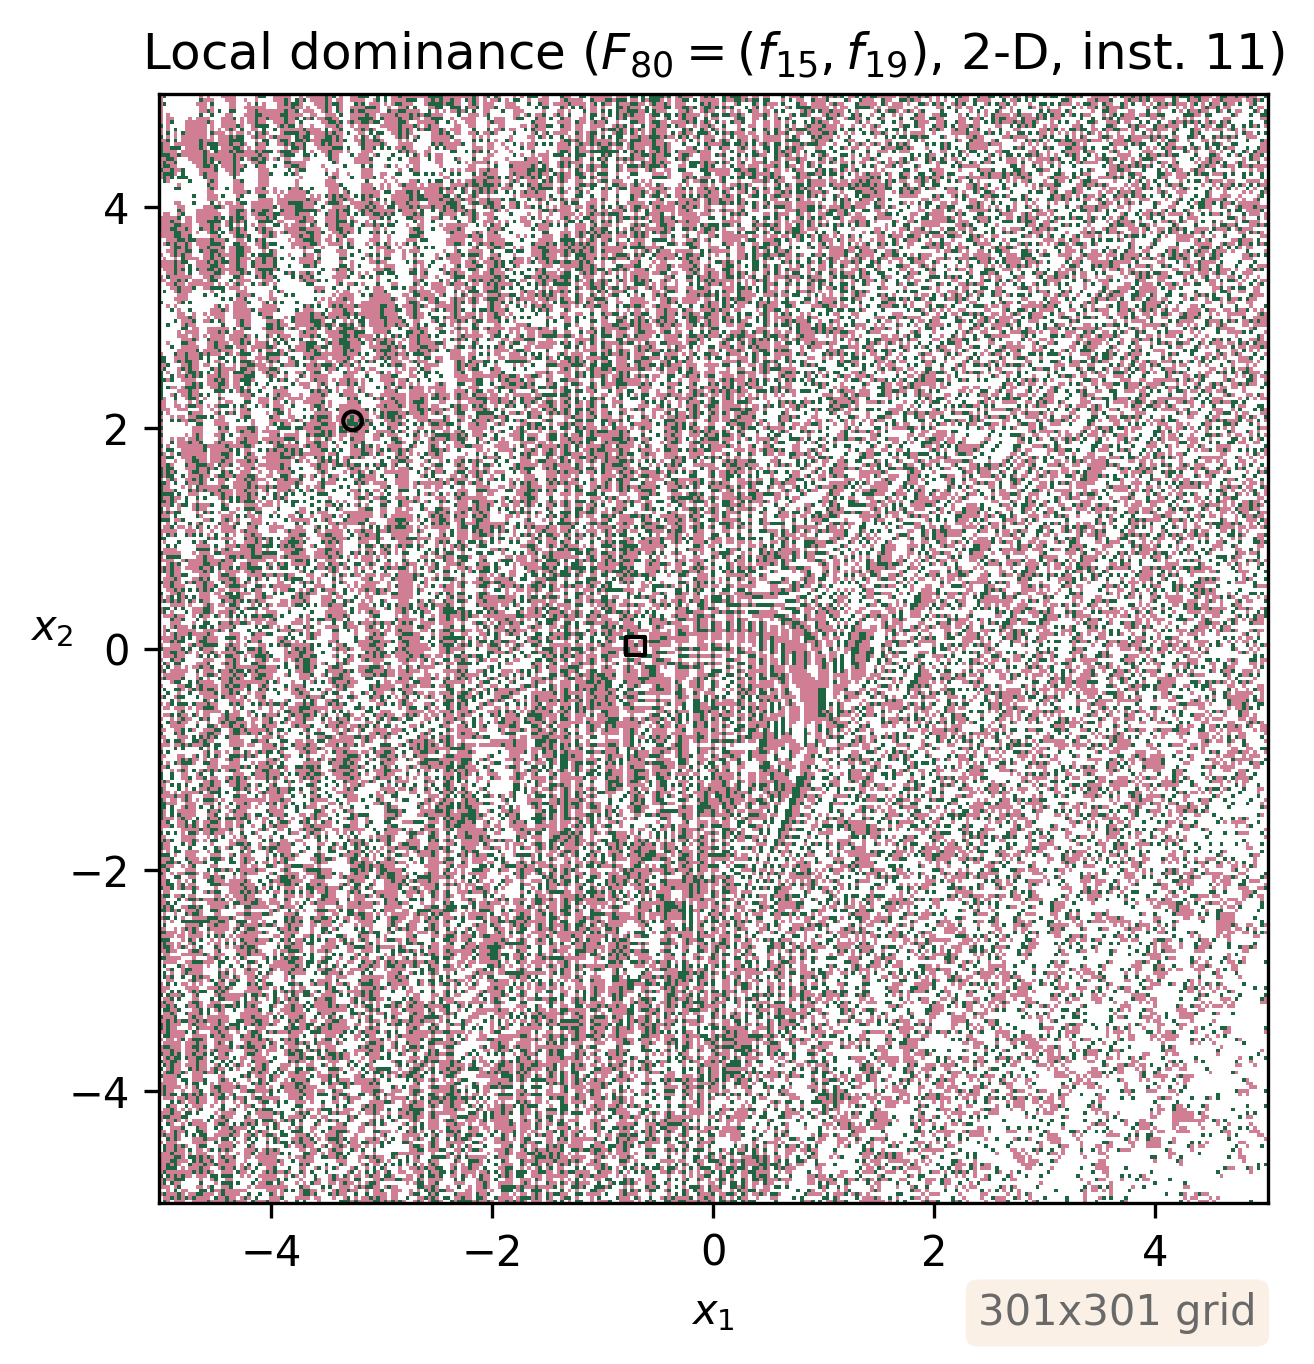 Local dominance (F₈₀ = (f₁₅, f₁₉), 2-D, inst. 11)
4
2
0
−2
−4
x₂
−4 −2 0 2 4
x₁
301x301 grid